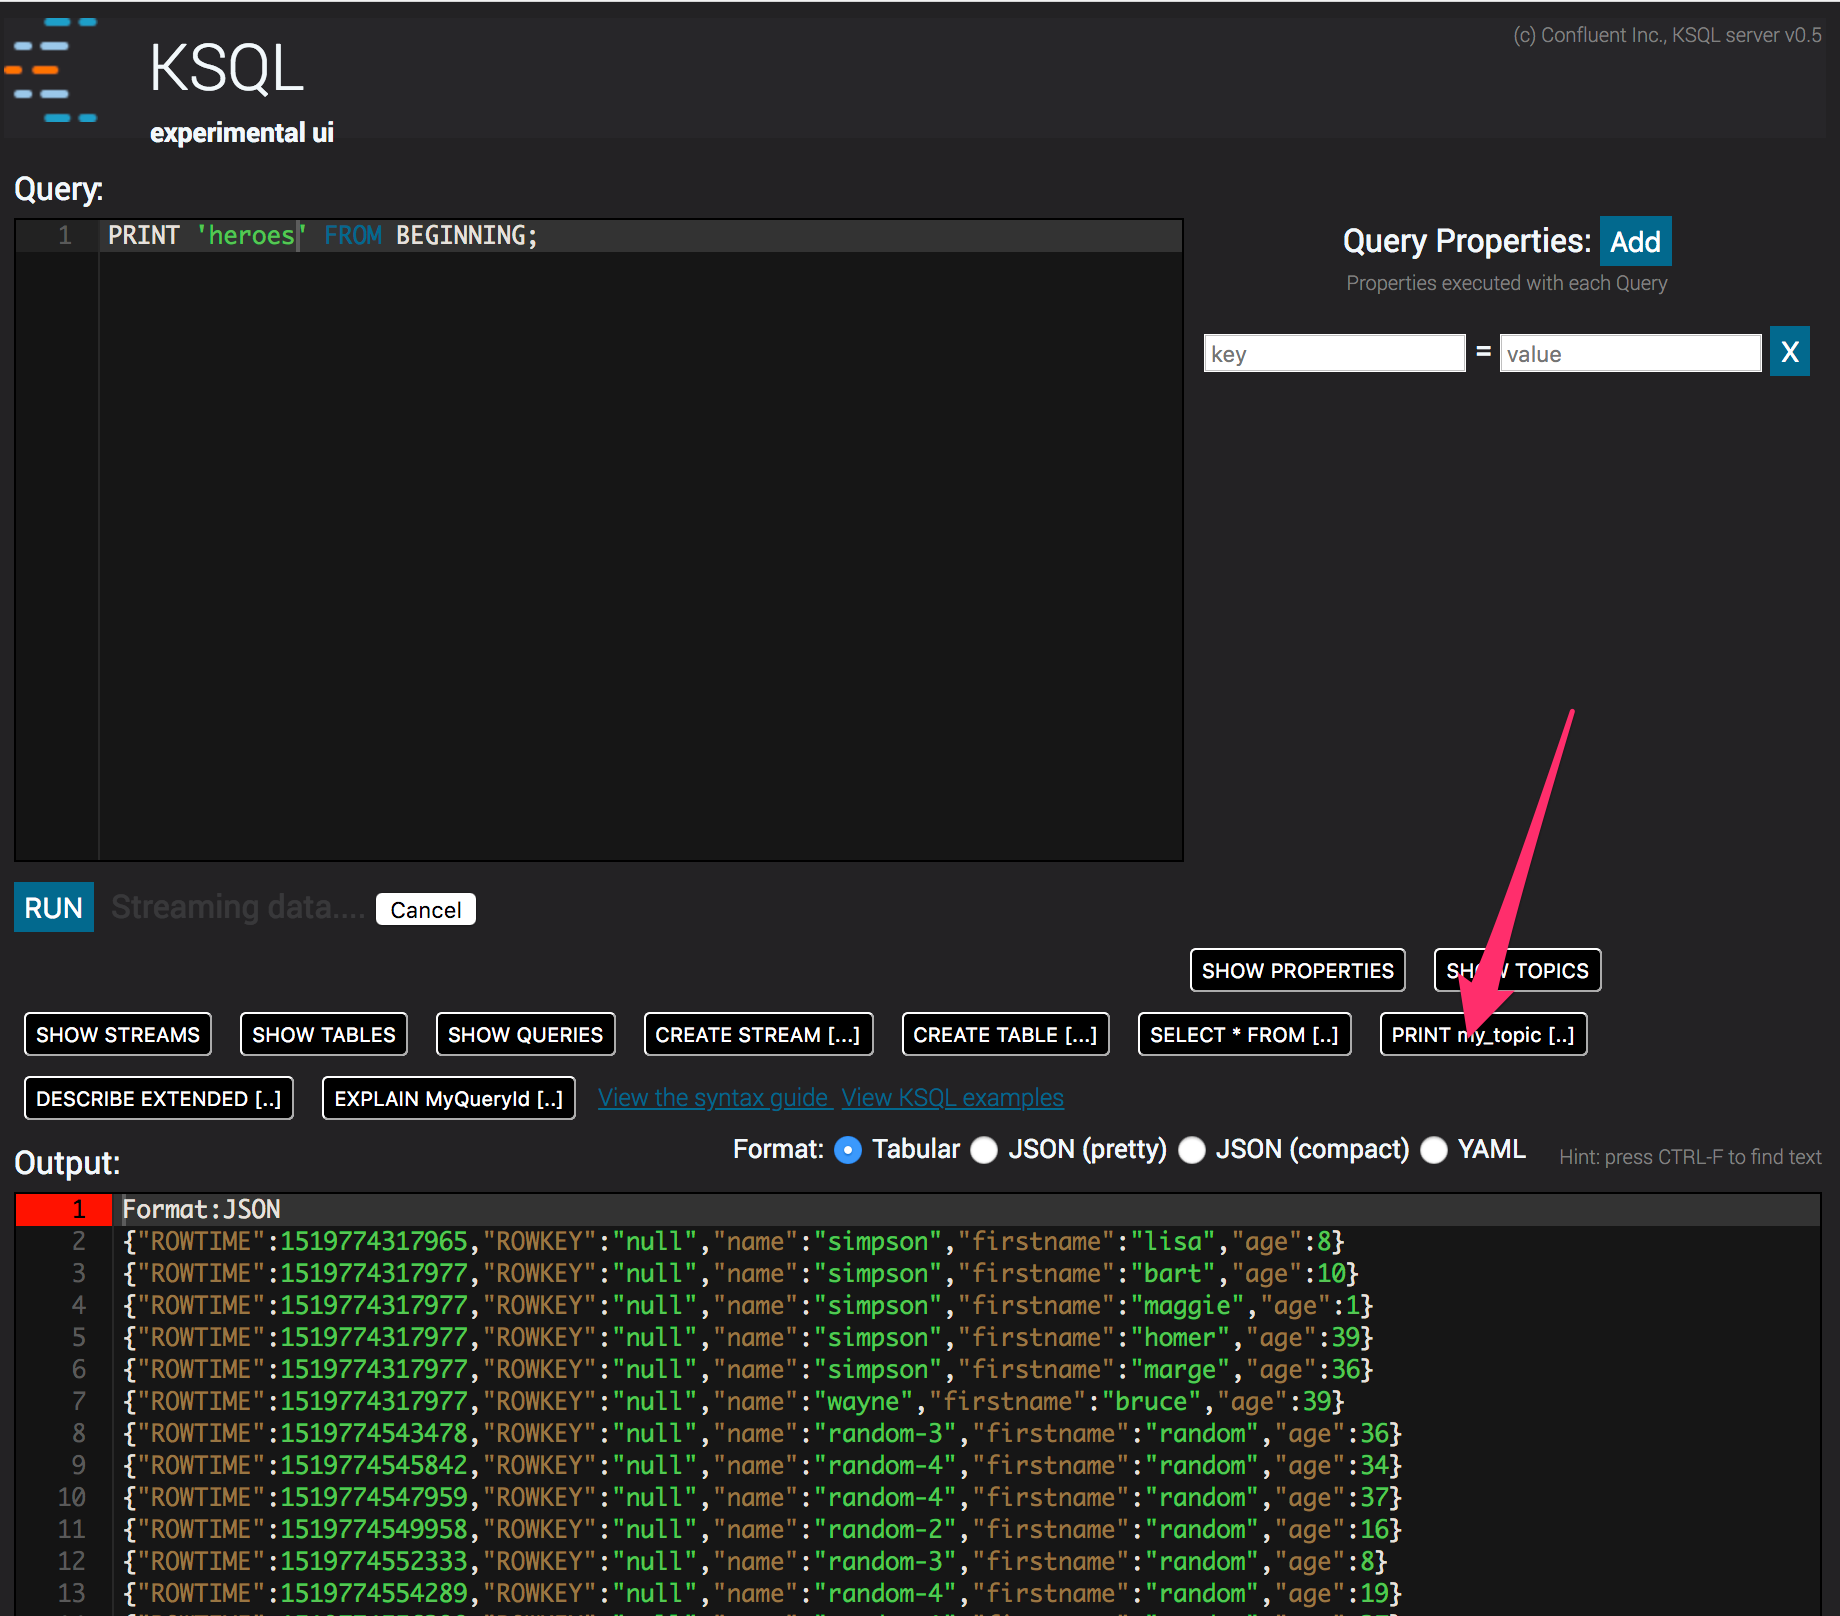 (c) Confluent Inc., KSQL server v0.5
KSQL
experimental ui
Query:
1 PRINT 'heroes' FROM BEGINNING;
Query Properties: Add
Properties executed with each Query
key = value X
RUN Streaming data.... Cancel
SHOW PROPERTIES SHOW TOPICS
SHOW STREAMS SHOW TABLES SHOW QUERIES CREATE STREAM [...] CREATE TABLE [...] SELECT * FROM [..] PRINT my_topic [..]
DESCRIBE EXTENDED [..] EXPLAIN MyQueryId [..] View the syntax guide View KSQL examples
Format: Tabular JSON (pretty) JSON (compact) YAML Hint: press CTRL-F to find text
Output:
1 Format:JSON
2 {"ROWTIME":1519774317965,"ROWKEY":"null","name":"simpson","firstname":"lisa","age":8}
3 {"ROWTIME":1519774317977,"ROWKEY":"null","name":"simpson","firstname":"bart","age":10}
4 {"ROWTIME":1519774317977,"ROWKEY":"null","name":"simpson","firstname":"maggie","age":1}
5 {"ROWTIME":1519774317977,"ROWKEY":"null","name":"simpson","firstname":"homer","age":39}
6 {"ROWTIME":1519774317977,"ROWKEY":"null","name":"simpson","firstname":"marge","age":36}
7 {"ROWTIME":1519774317977,"ROWKEY":"null","name":"wayne","firstname":"bruce","age":39}
8 {"ROWTIME":1519774543478,"ROWKEY":"null","name":"random-3","firstname":"random","age":36}
9 {"ROWTIME":1519774545842,"ROWKEY":"null","name":"random-4","firstname":"random","age":34}
10 {"ROWTIME":1519774547959,"ROWKEY":"null","name":"random-4","firstname":"random","age":37}
11 {"ROWTIME":1519774549958,"ROWKEY":"null","name":"random-2","firstname":"random","age":16}
12 {"ROWTIME":1519774552333,"ROWKEY":"null","name":"random-3","firstname":"random","age":8}
13 {"ROWTIME":1519774554289,"ROWKEY":"null","name":"random-4","firstname":"random","age":19}